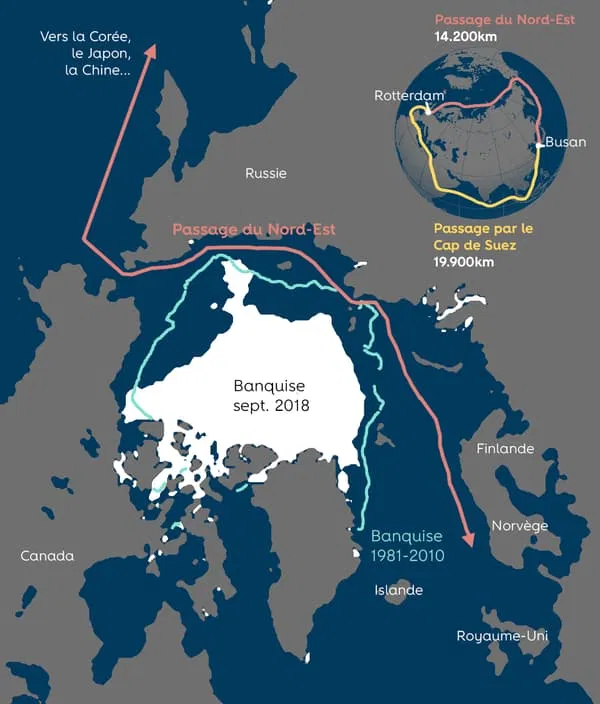 Passage du Nord-Est
14.200km
Vers la Corée,
le Japon,
la Chine...
Rotterdam
Busan
Russie
Passage du Nord-Est
Passage par le
Cap de Suez
19.900km
Banquise
sept. 2018
Finlande
Norvège
Banquise
1981-2010
Canada
Islande
Royaume-Uni